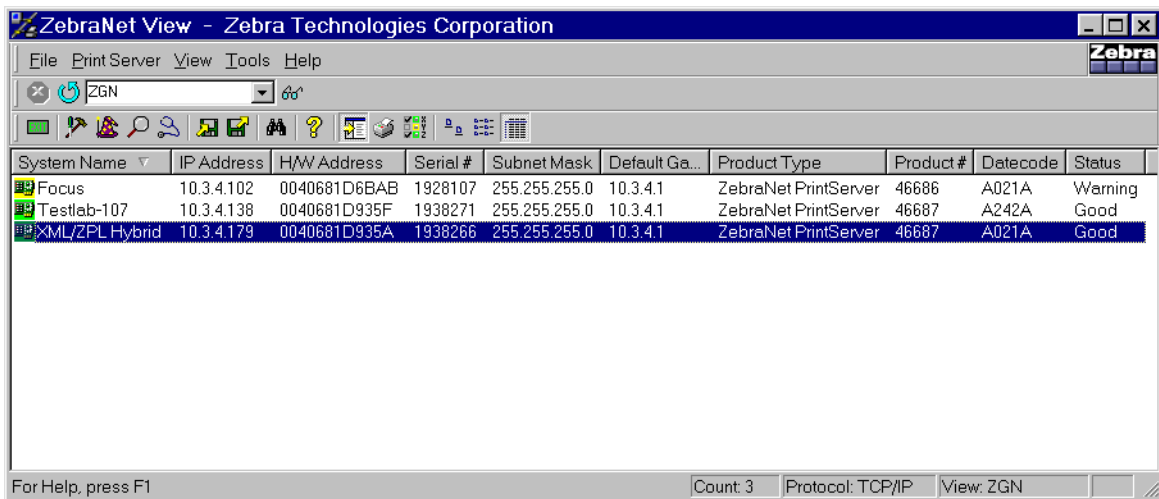 ZebraNet View - Zebra Technologies Corporation
File Print Server View Tools Help Zebra
ZGN
System Name IP Address H/W Address Serial # Subnet Mask Default Ga... Product Type Product # Datecode Status
Focus 10.3.4.102 0040681D6BAB 1928107 255.255.255.0 10.3.4.1 ZebraNet PrintServer 46686 A021A Warning
Testlab-107 10.3.4.138 0040681D935F 1938271 255.255.255.0 10.3.4.1 ZebraNet PrintServer 46687 A242A Good
XML/ZPL Hybrid 10.3.4.179 0040681D935A 1938266 255.255.255.0 10.3.4.1 ZebraNet PrintServer 46687 A021A Good
For Help, press F1 Count: 3 Protocol: TCP/IP View: ZGN